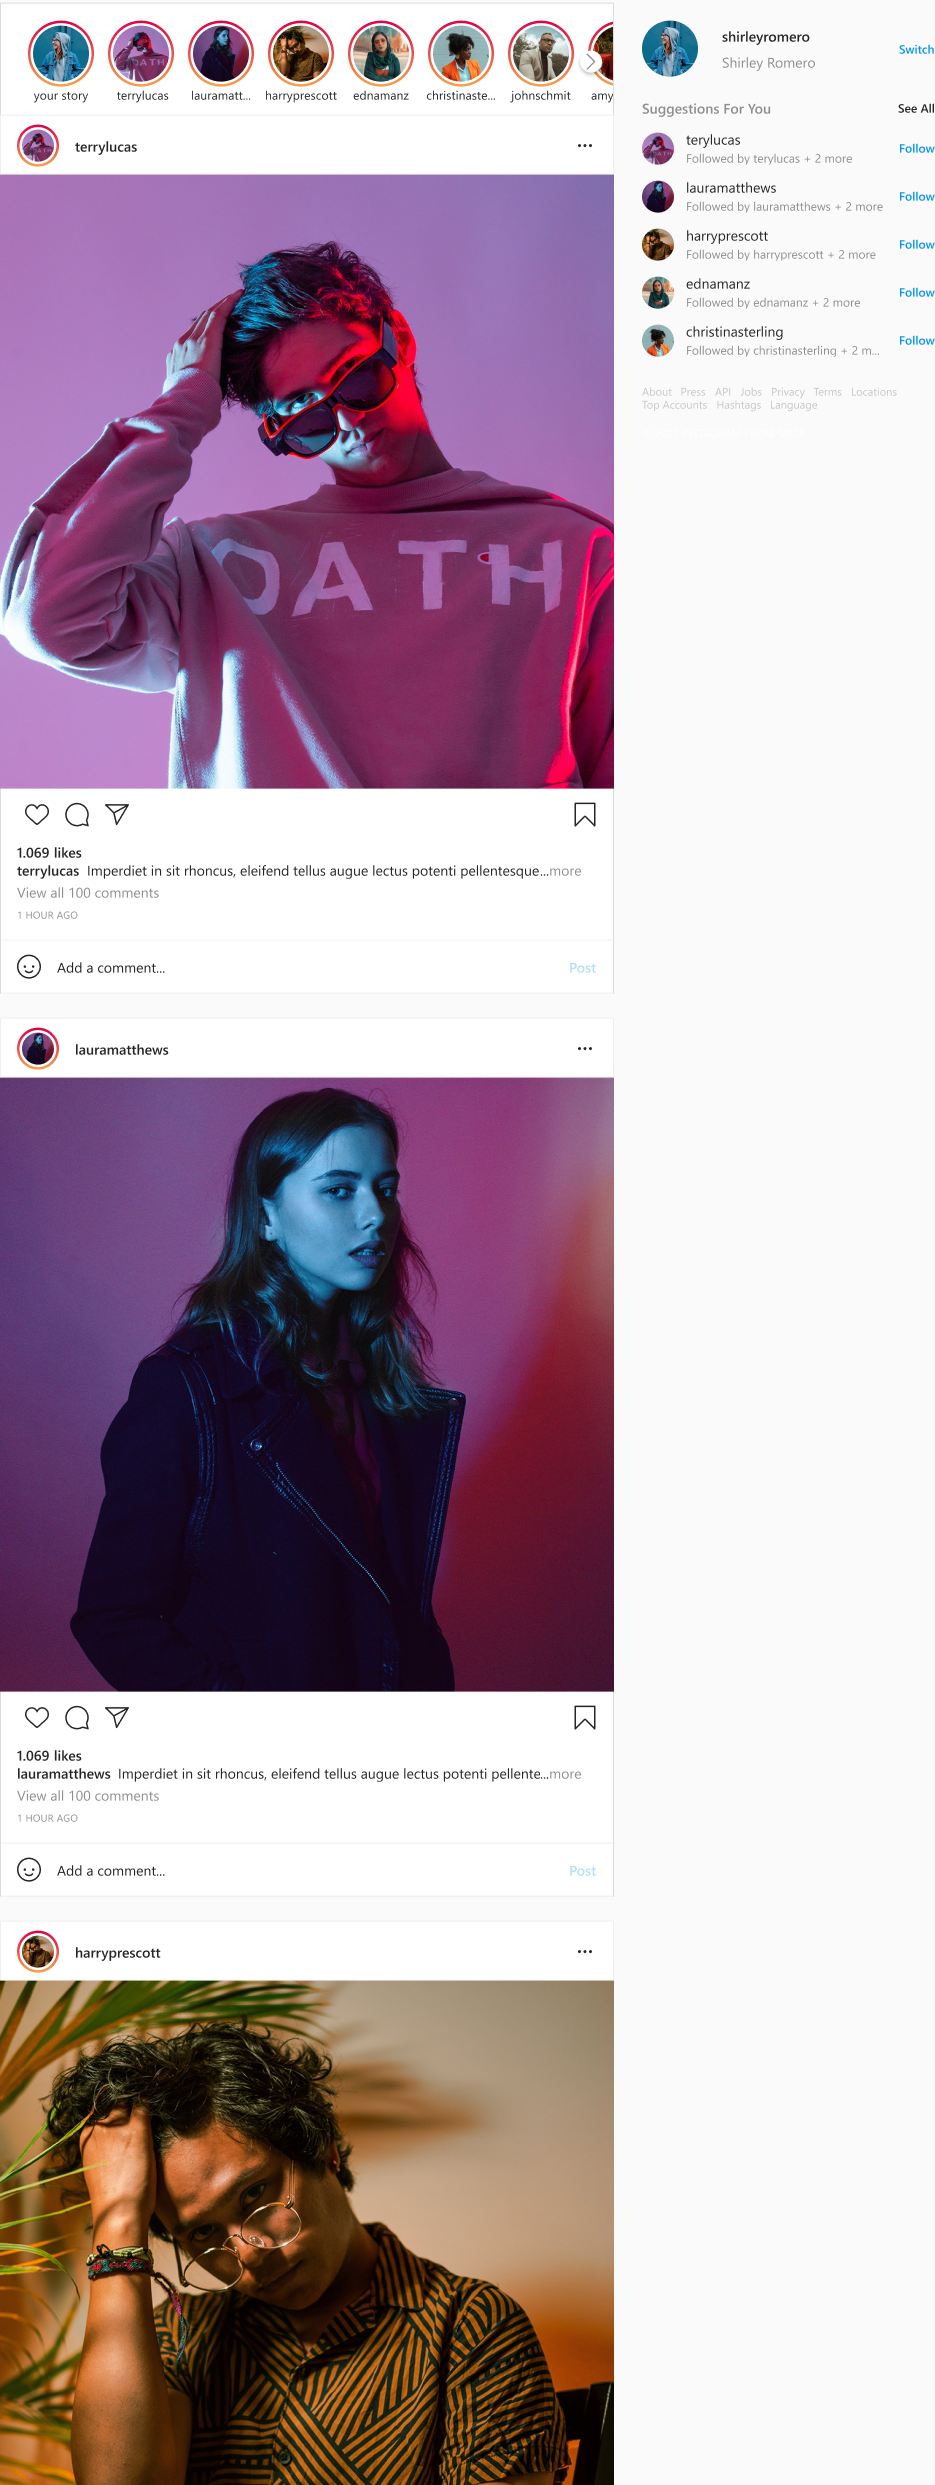 your story
terrylucas
lauramatt...
harryprescott
ednamanz
christinaste...
johnschmit
amy
terrylucas
OATH
1.069 likes
terrylucas Imperdiet in sit rhoncus, eleifend tellus augue lectus potenti pellentesque...more
View all 100 comments
1 HOUR AGO
Add a comment...
Post
lauramatthews
1.069 likes
lauramatthews Imperdiet in sit rhoncus, eleifend tellus augue lectus potenti pellente...more
View all 100 comments
1 HOUR AGO
Add a comment...
Post
harryprescott
shirleyromero
Shirley Romero
Switch
Suggestions For You
See All
terylucas
Followed by terylucas + 2 more
Follow
lauramatthews
Followed by lauramatthews + 2 more
Follow
harryprescott
Followed by harryprescott + 2 more
Follow
ednamanz
Followed by ednamanz + 2 more
Follow
christinasterling
Followed by christinasterling + 2 m...
Follow
About Press API Jobs Privacy Terms Locations
Top Accounts Hashtags Language